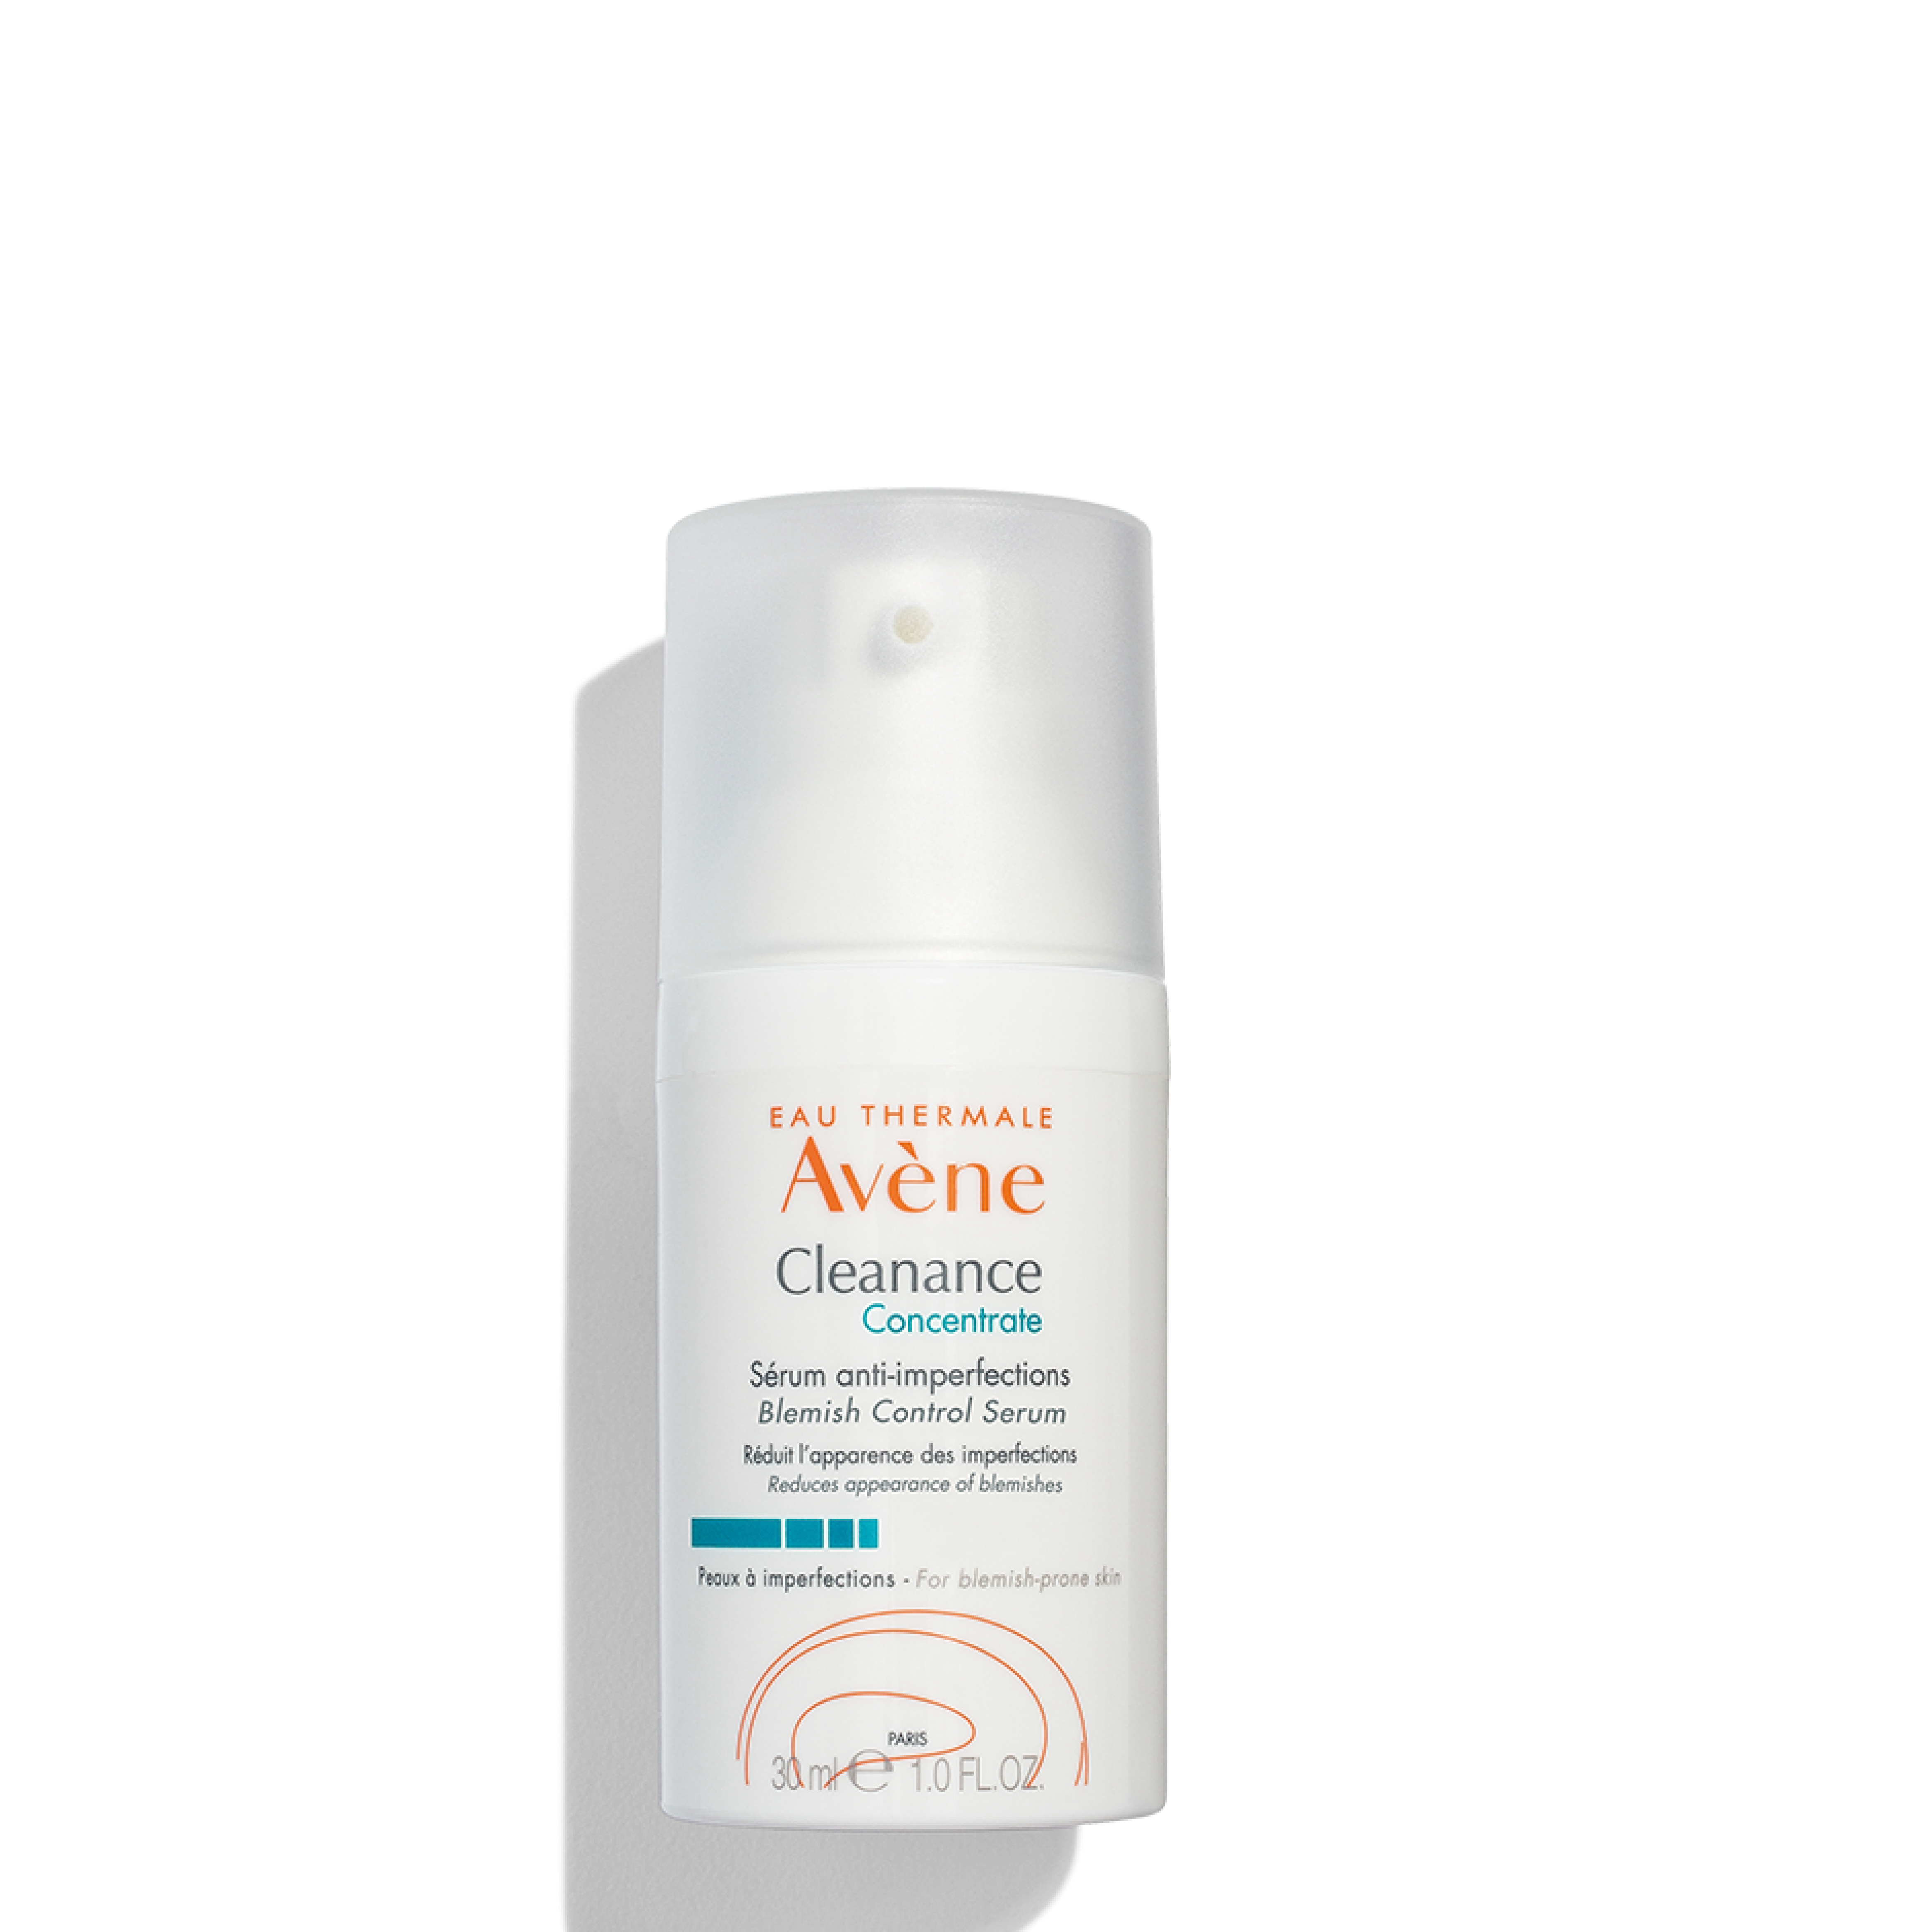 EAU THERMALE
Avène
Cleanance
Concentrate
Sérum anti-imperfections
Blemish Control Serum
Réduit l'apparence des imperfections
Reduces appearance of blemishes
Peaux à imperfections - For blemish-prone skin
PARIS
30 ml ℮ 1.0 FL.OZ.